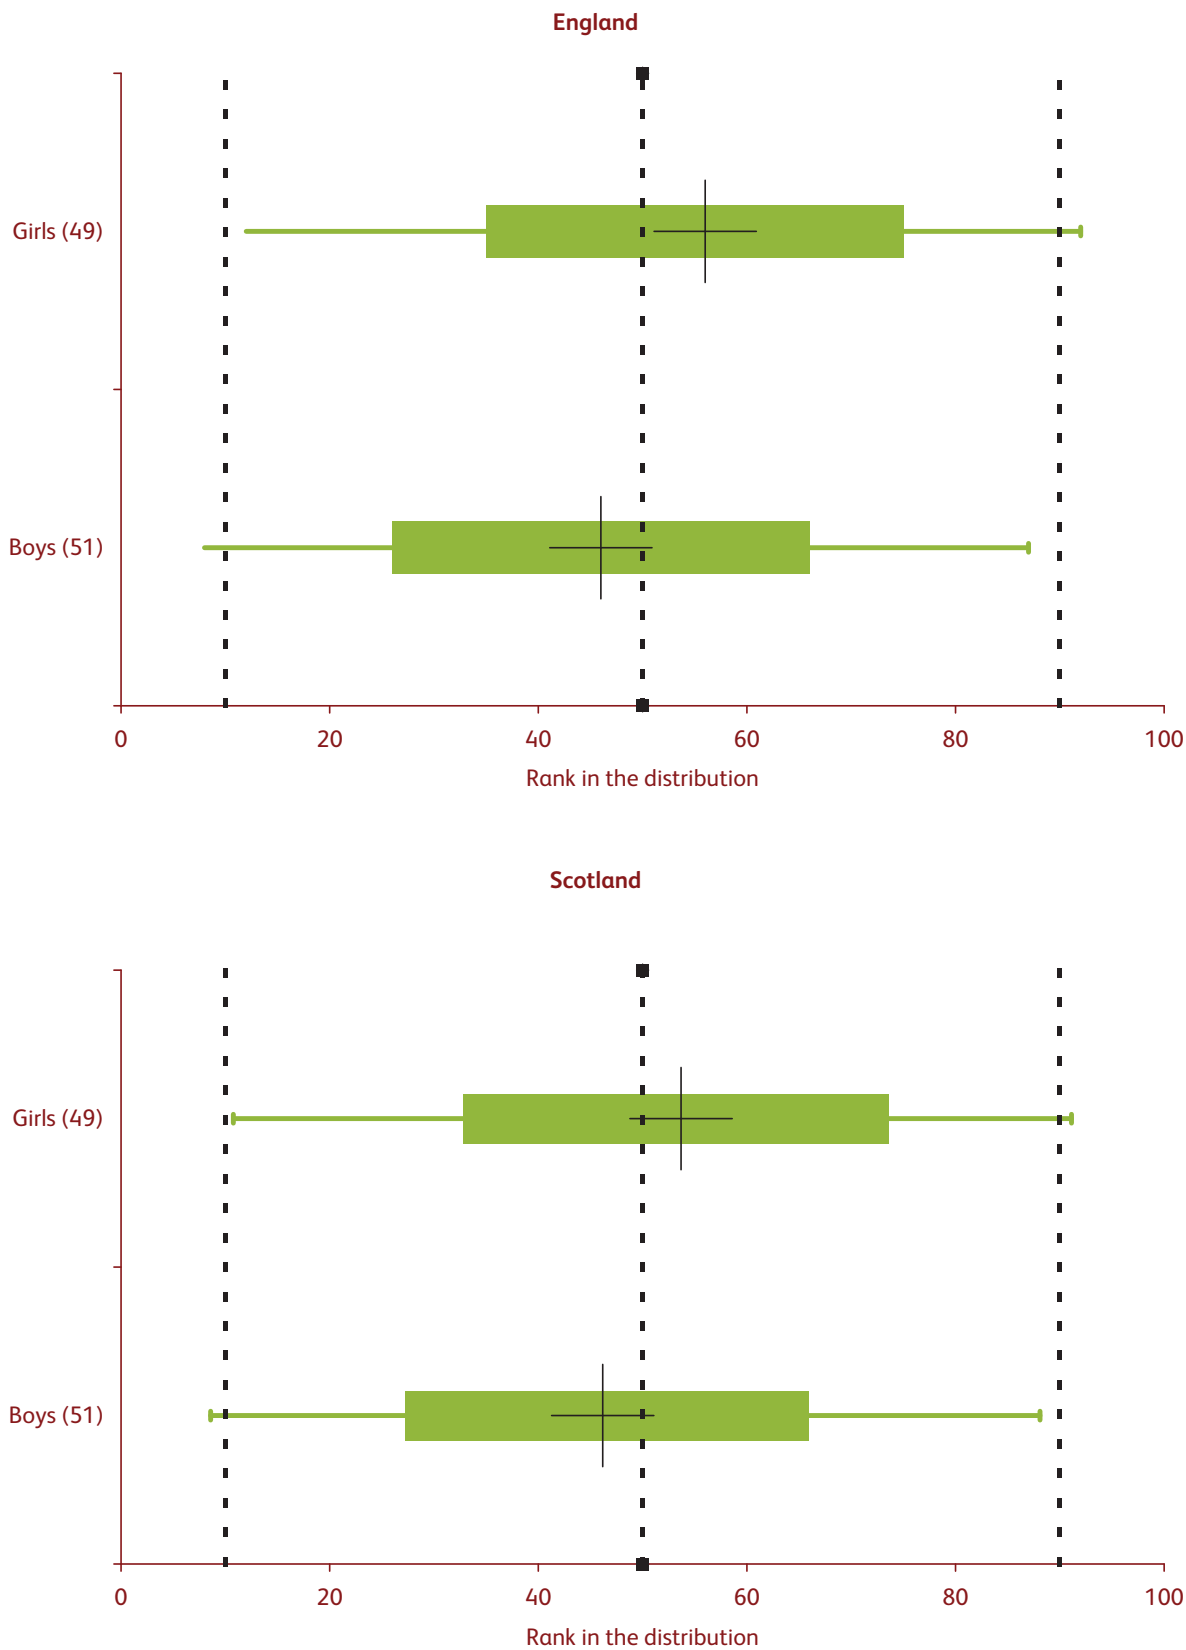 England
Girls (49)
Boys (51)
0 20 40 60 80 100
Rank in the distribution
Scotland
Girls (49)
Boys (51)
0 20 40 60 80 100
Rank in the distribution